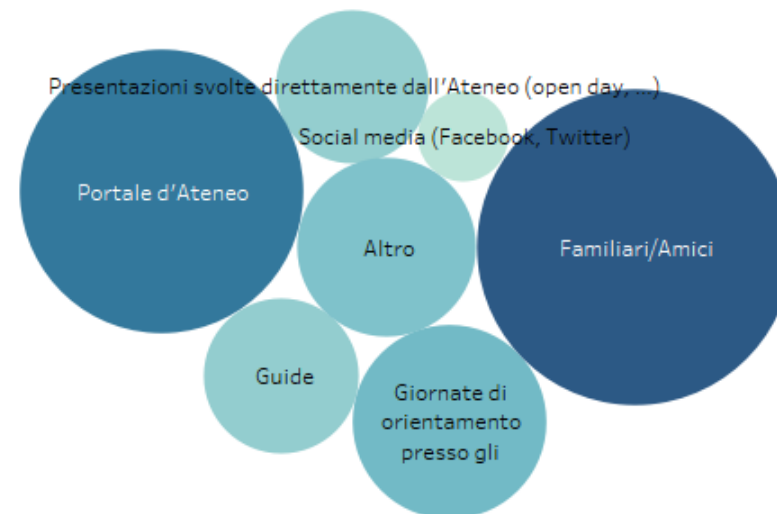 Presentazioni svolte direttamente dall'Ateneo (open day, ...)
Social media (Facebook, Twitter)
Portale d'Ateneo
Altro
Familiari/Amici
Guide
Giornate di
orientamento
presso gli